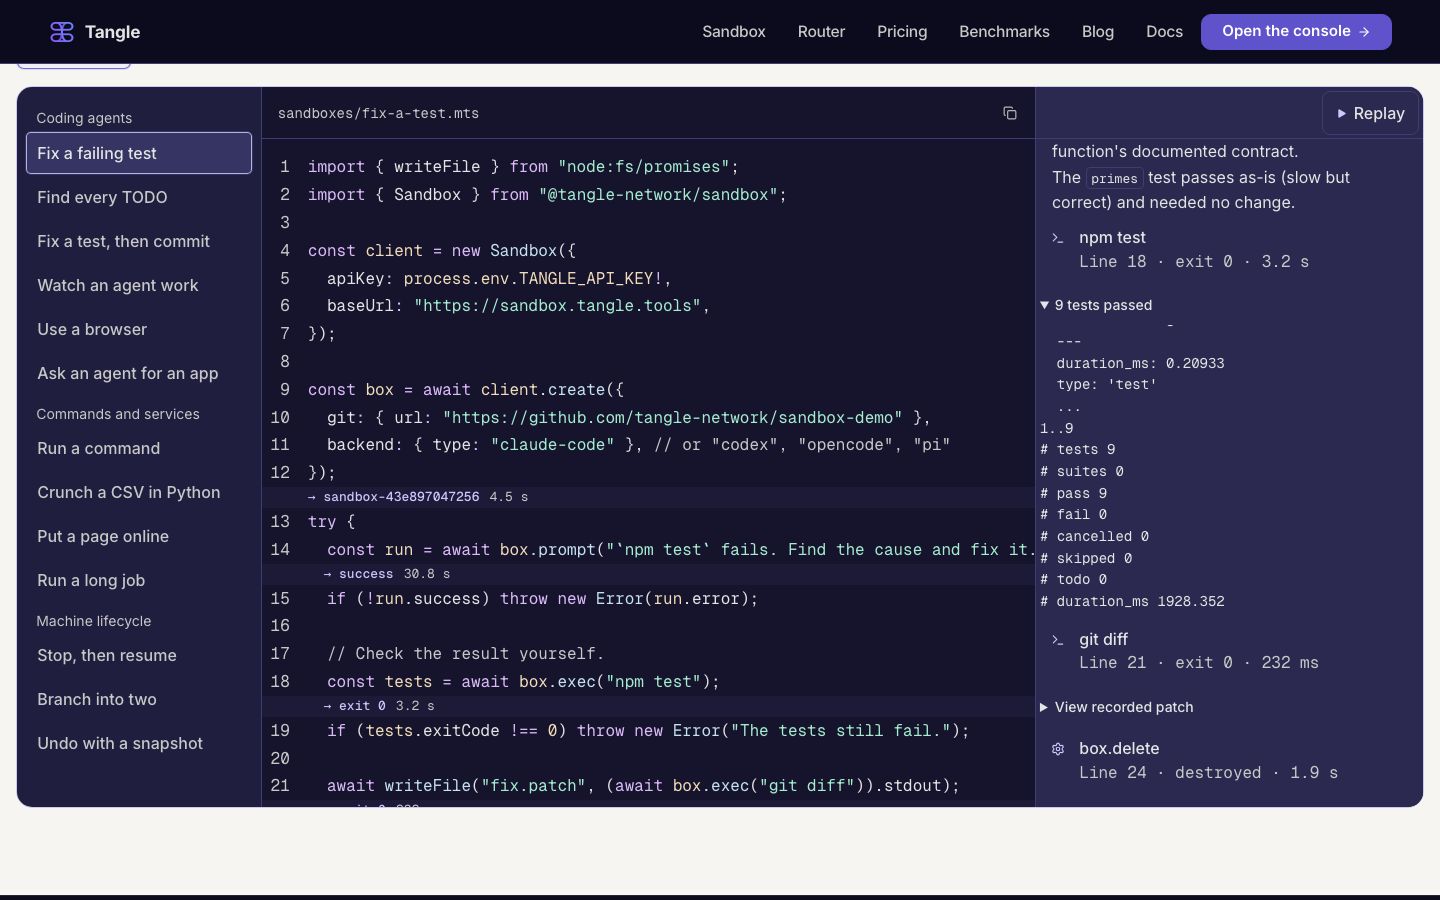 Tangle
Sandbox
Router
Pricing
Benchmarks
Blog
Docs
Open the console →
Coding agents
Fix a failing test
Find every TODO
Fix a test, then commit
Watch an agent work
Use a browser
Ask an agent for an app
Commands and services
Run a command
Crunch a CSV in Python
Put a page online
Run a long job
Machine lifecycle
Stop, then resume
Branch into two
Undo with a snapshot
sandboxes/fix-a-test.mts
1 import { writeFile } from "node:fs/promises";
2 import { Sandbox } from "@tangle-network/sandbox";
3
4 const client = new Sandbox({
5   apiKey: process.env.TANGLE_API_KEY!,
6   baseUrl: "https://sandbox.tangle.tools",
7 });
8
9 const box = await client.create({
10   git: { url: "https://github.com/tangle-network/sandbox-demo" },
11   backend: { type: "claude-code" }, // or "codex", "opencode", "pi"
12 });
→ sandbox-43e897047256 4.5 s
13 try {
14   const run = await box.prompt("`npm test` fails. Find the cause and fix it.
→ success 30.8 s
15   if (!run.success) throw new Error(run.error);
16
17   // Check the result yourself.
18   const tests = await box.exec("npm test");
→ exit 0 3.2 s
19   if (tests.exitCode !== 0) throw new Error("The tests still fail.");
20
21   await writeFile("fix.patch", (await box.exec("git diff")).stdout);
Replay
function's documented contract.
The primes test passes as-is (slow but
correct) and needed no change.
npm test
Line 18 · exit 0 · 3.2 s
9 tests passed
---
duration_ms: 0.20933
type: 'test'
...
1..9
# tests 9
# suites 0
# pass 9
# fail 0
# cancelled 0
# skipped 0
# todo 0
# duration_ms 1928.352
git diff
Line 21 · exit 0 · 232 ms
View recorded patch
box.delete
Line 24 · destroyed · 1.9 s